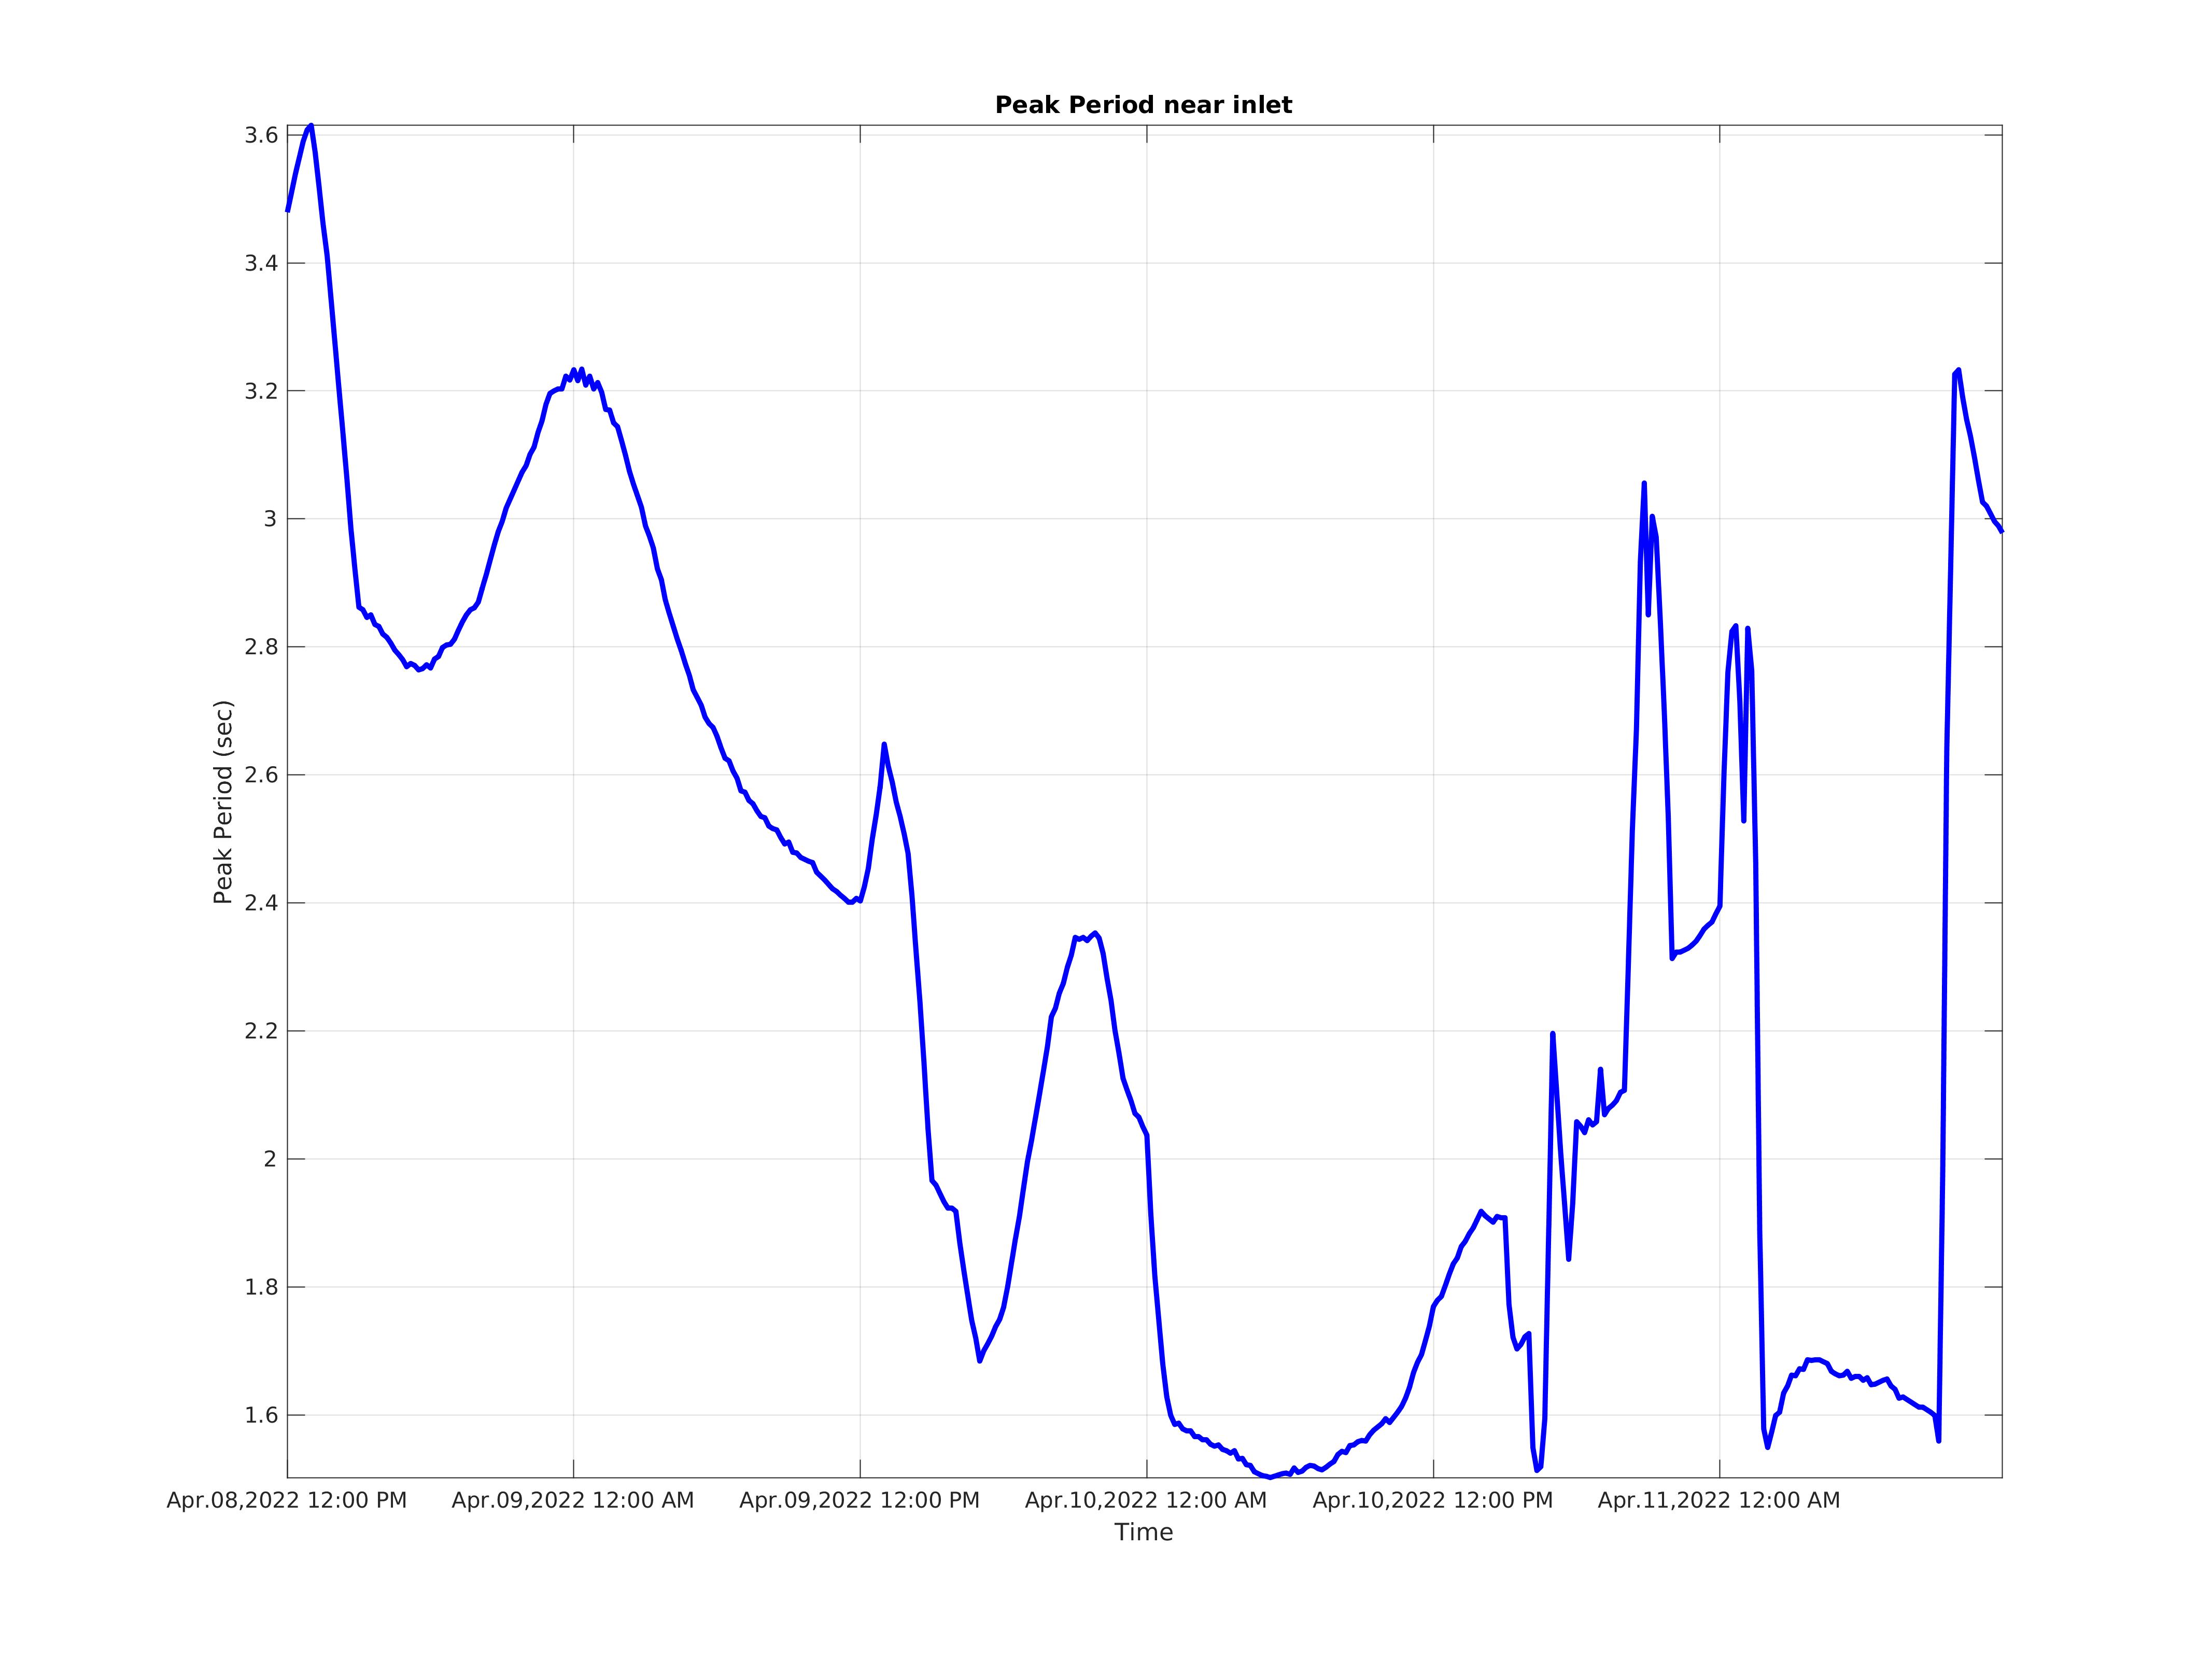 Peak Period near inlet
3.6
3.4
3.2
3
2.8
2.6
2.4
2.2
2
1.8
1.6
Peak Period (sec)
Apr.08,2022 12:00 PM
Apr.09,2022 12:00 AM
Apr.09,2022 12:00 PM
Apr.10,2022 12:00 AM
Apr.10,2022 12:00 PM
Apr.11,2022 12:00 AM
Time